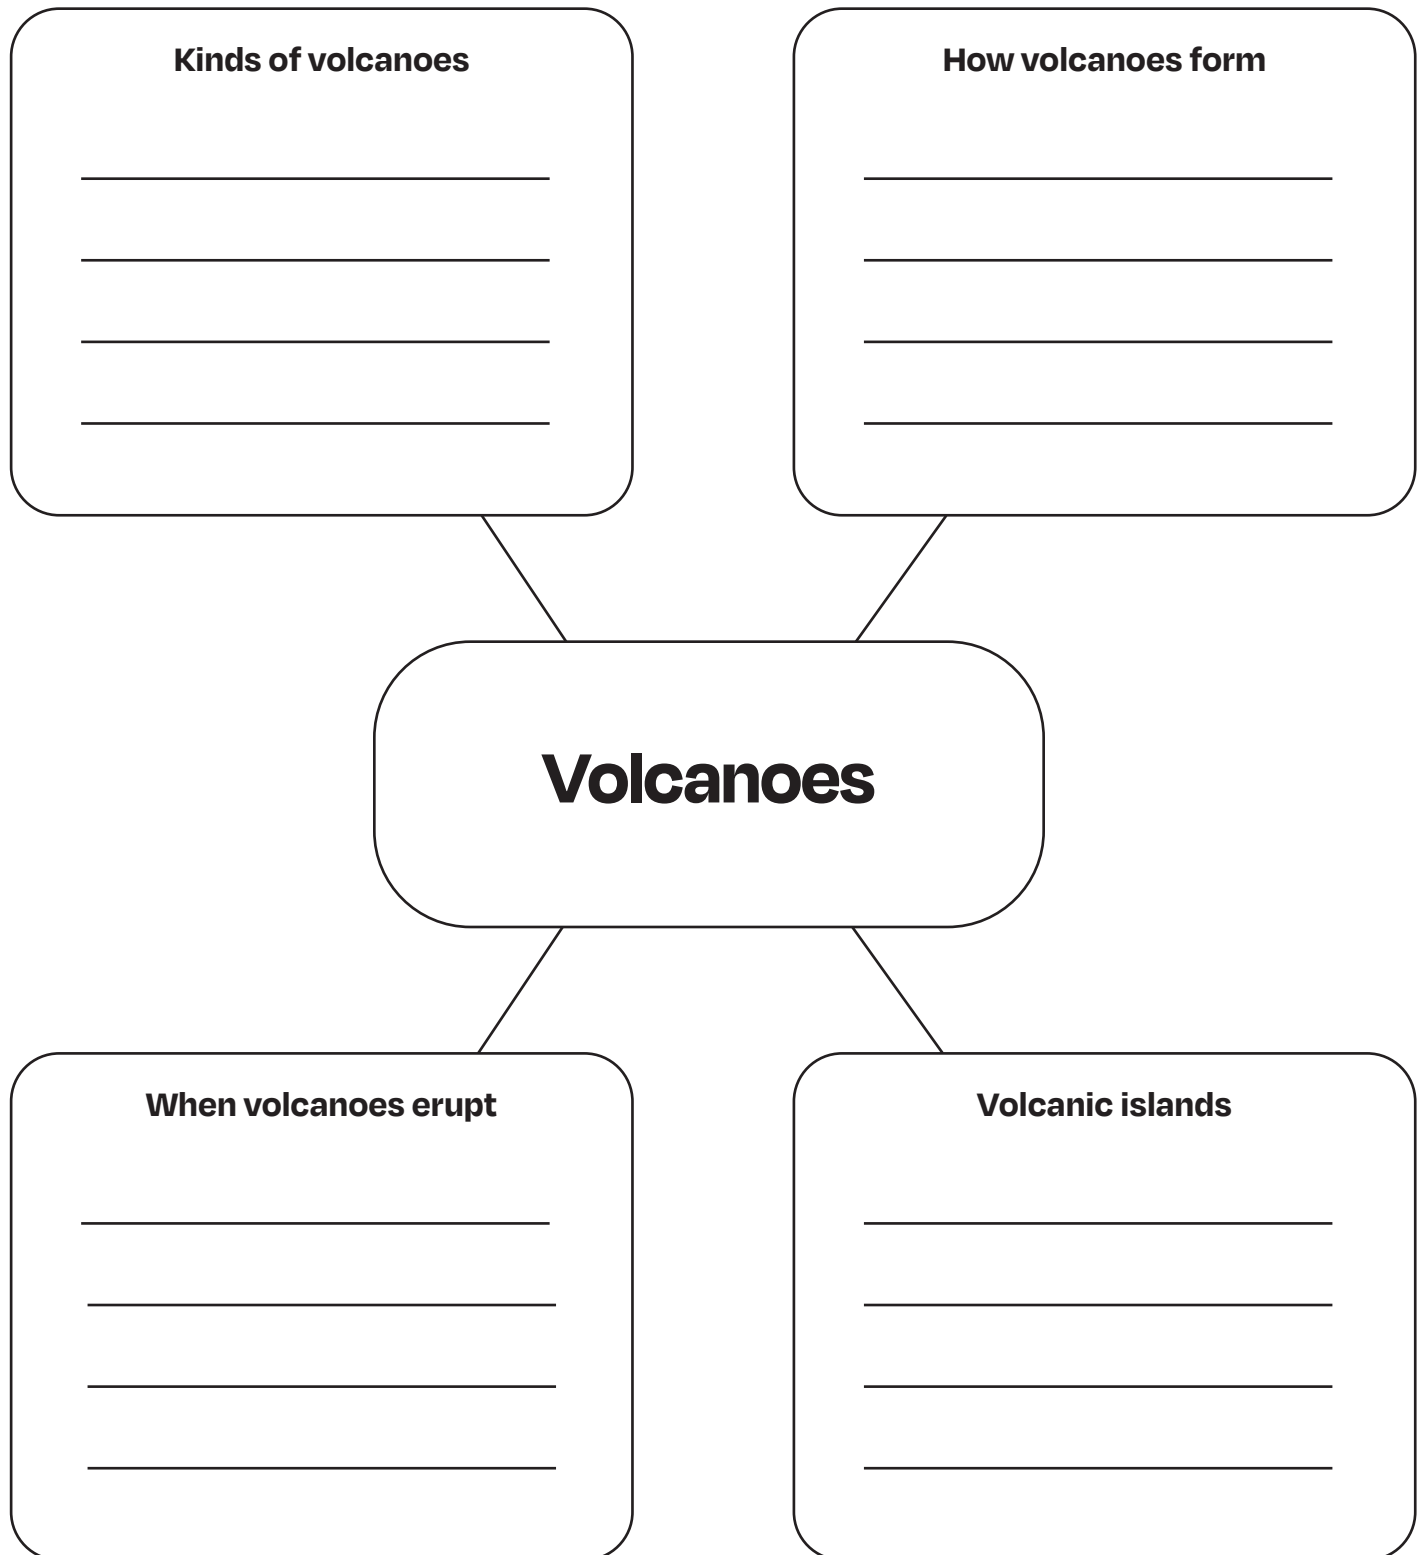 Kinds of volcanoes
How volcanoes form
Volcanoes
When volcanoes erupt
Volcanic islands